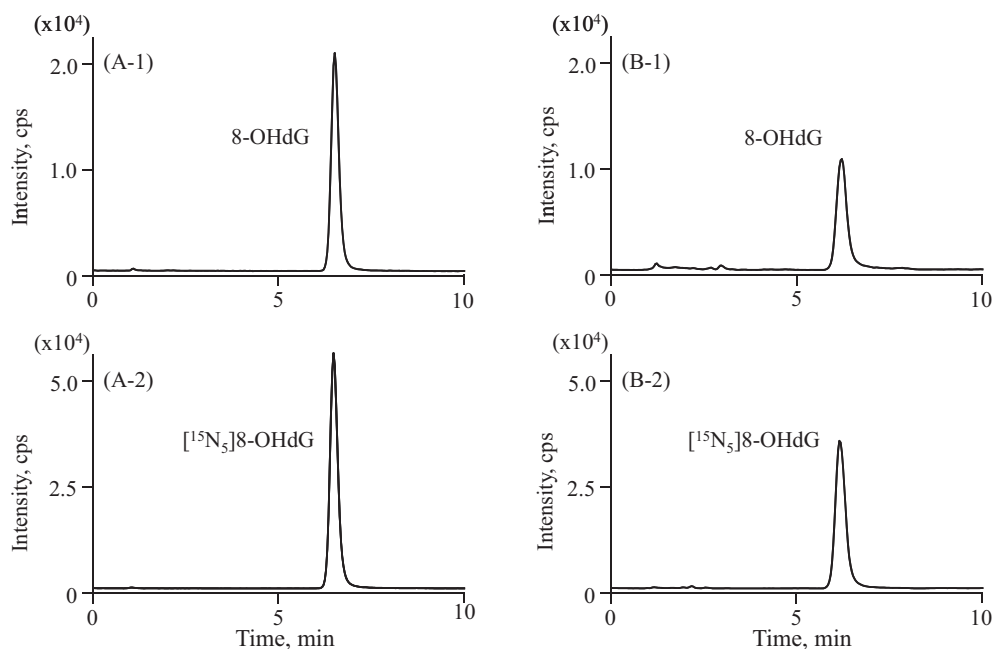 (x10⁴)
(A-1)
2.0
1.0
0
Intensity, cps
8-OHdG
0
5
10
(x10⁴)
(B-1)
2.0
1.0
0
Intensity, cps
8-OHdG
0
5
10
(x10⁴)
(A-2)
5.0
2.5
0
Intensity, cps
[¹⁵N₅]8-OHdG
0
5
10
Time, min
(x10⁴)
(B-2)
5.0
2.5
0
Intensity, cps
[¹⁵N₅]8-OHdG
0
5
10
Time, min